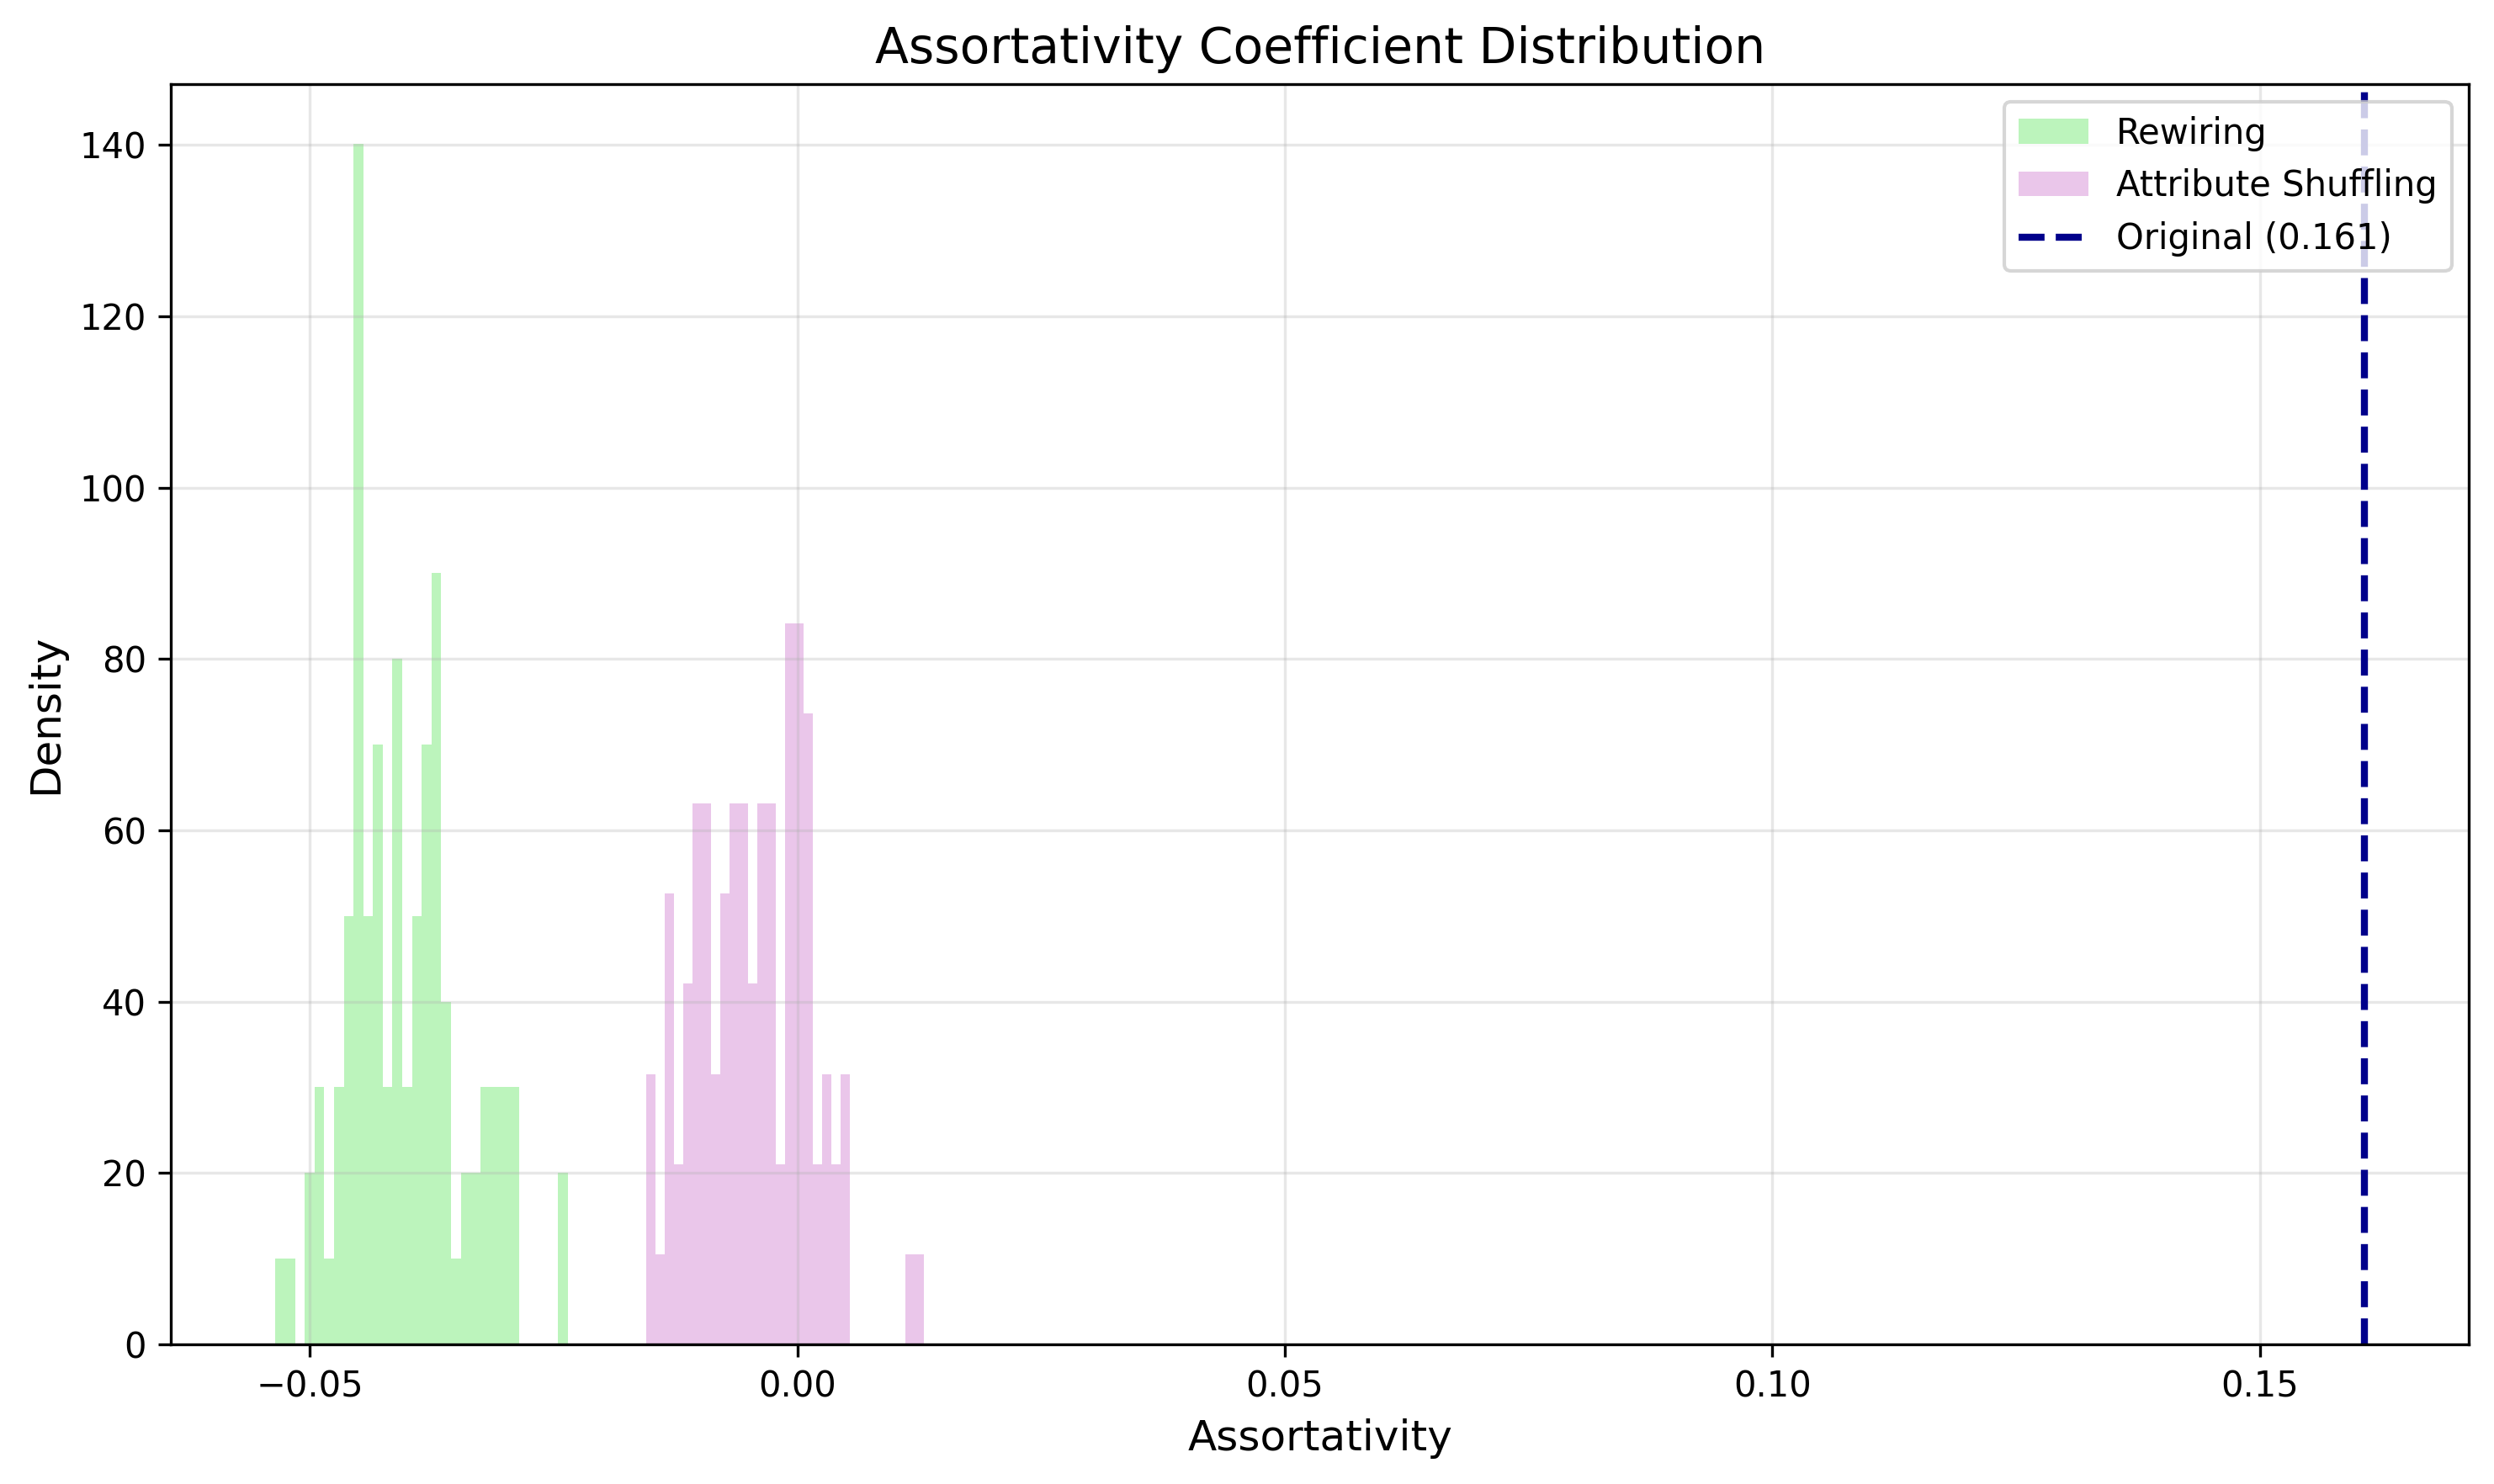 Assortativity Coefficient Distribution
Rewiring
Attribute Shuffling
Original (0.161)
Density
140
120
100
80
60
40
20
0
−0.05
0.00
0.05
0.10
0.15
Assortativity